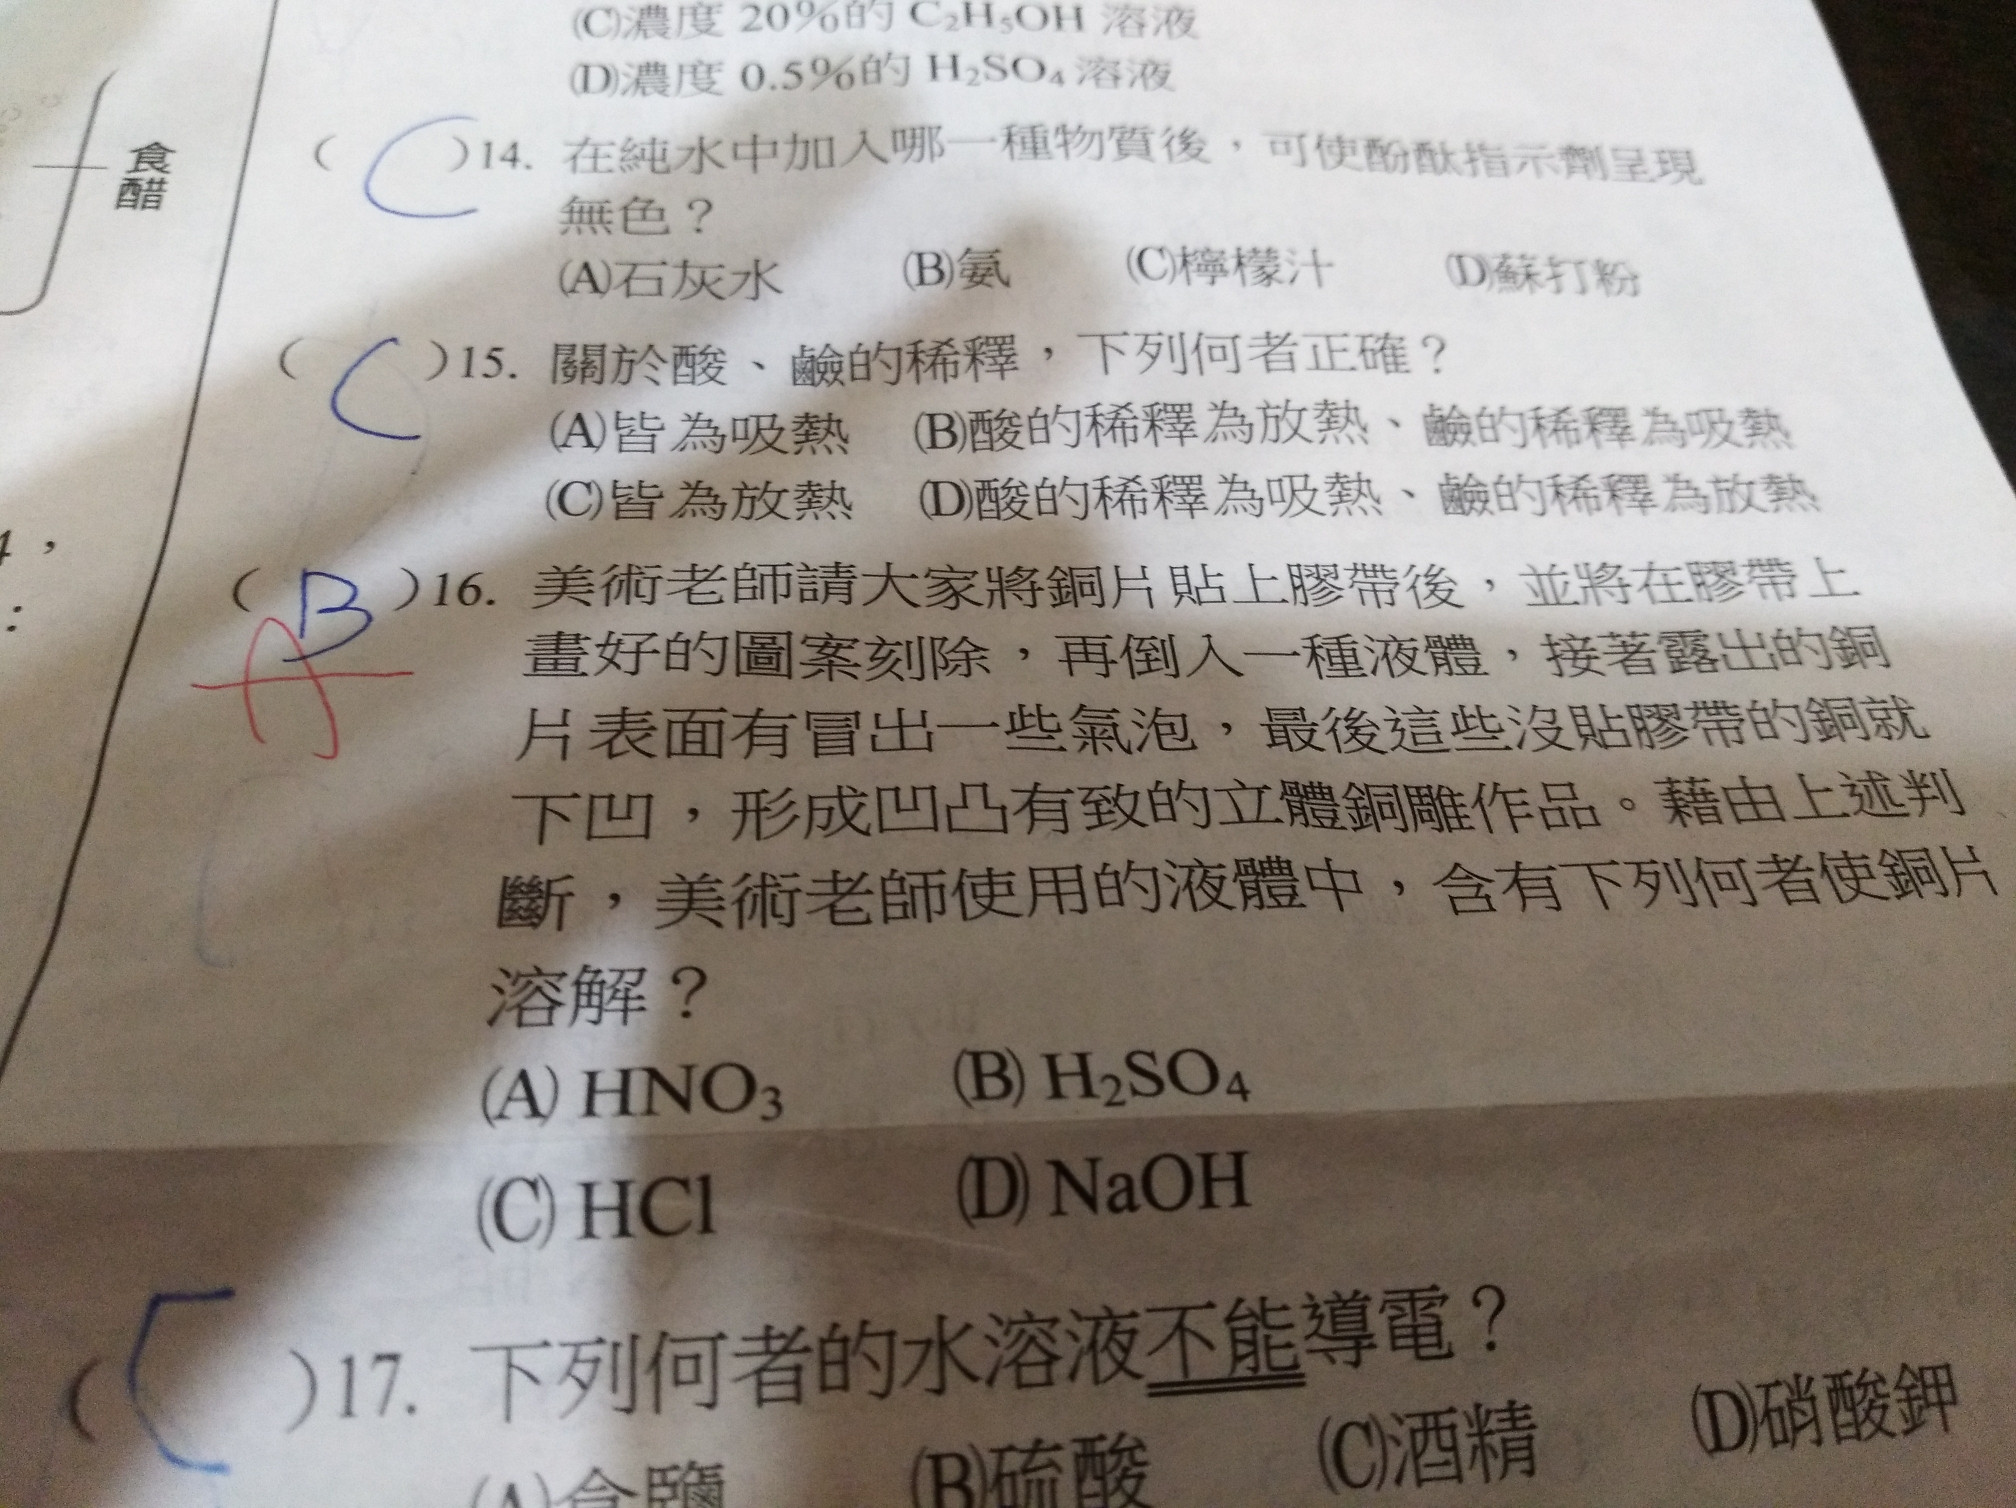 (C)濃度 20%的 C₂H₅OH 溶液
(D)濃度 0.5%的 H₂SO₄ 溶液
食醋
( C )14. 在純水中加入哪一種物質後，可使酚酞指示劑呈現
無色？
(A)石灰水 (B)氨 (C)檸檬汁 (D)蘇打粉
( C )15. 關於酸、鹼的稀釋，下列何者正確？
(A)皆為吸熱 (B)酸的稀釋為放熱、鹼的稀釋為吸熱
(C)皆為放熱 (D)酸的稀釋為吸熱、鹼的稀釋為放熱
4，
：
( B )16. 美術老師請大家將銅片貼上膠帶後，並將在膠帶上
A
畫好的圖案刻除，再倒入一種液體，接著露出的銅
片表面有冒出一些氣泡，最後這些沒貼膠帶的銅就
下凹，形成凹凸有致的立體銅雕作品。藉由上述判
斷，美術老師使用的液體中，含有下列何者使銅片
溶解？
(A) HNO₃ (B) H₂SO₄
(C) HCl (D) NaOH
( C )17. 下列何者的水溶液不能導電？
(A)食鹽 (B)硫酸 (C)酒精 (D)硝酸鉀